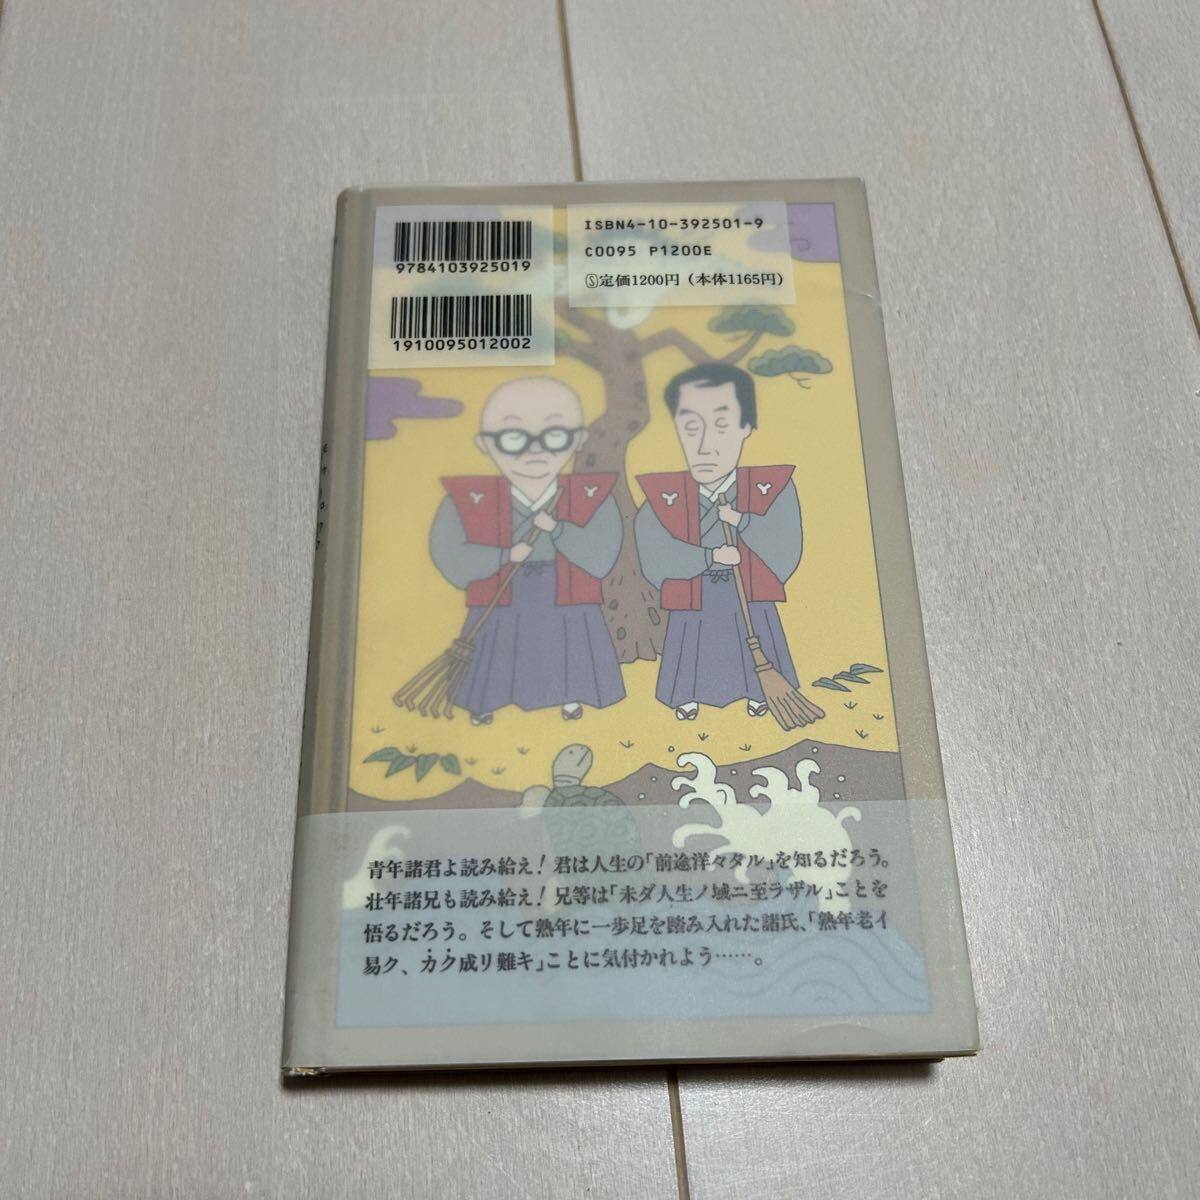 9784103925019
1910095012002
ISBN4-10-392501-9
C0095 P1200E
Ⓢ定価1200円(本体1165円)
青年諸君よ読み給え！君は人生の「前途洋々タル」を知るだろう。
壮年諸兄も読み給え！兄等は「未ダ人生ノ域ニ至ラザル」ことを
悟るだろう。そして熟年に一歩足を踏み入れた諸氏、「熟年老イ
易ク、カク成リ難キ」ことに気付かれよう……。